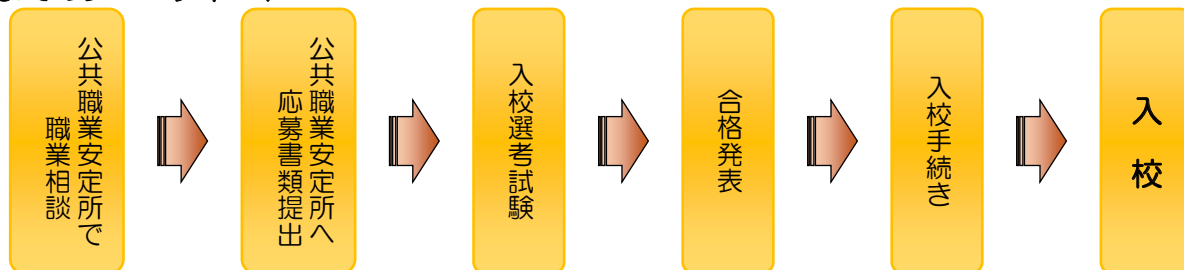 公共職業安定所で
職業相談
公共職業安定所へ
応募書類提出
入校選考試験
合格発表
入校手続き
入校